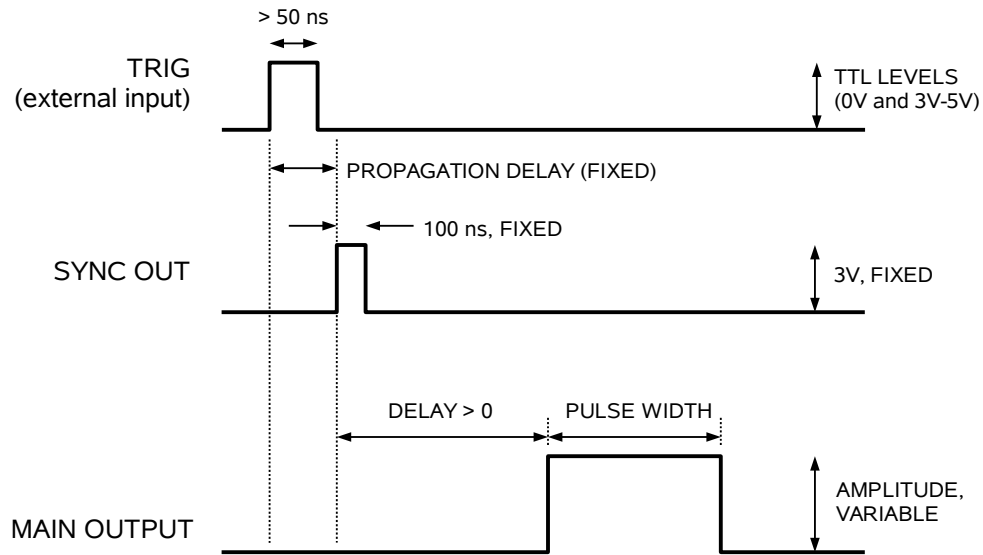 > 50 ns
TRIG
(external input)
TTL LEVELS
(0V and 3V-5V)
PROPAGATION DELAY (FIXED)
100 ns, FIXED
SYNC OUT
3V, FIXED
DELAY > 0
PULSE WIDTH
AMPLITUDE,
VARIABLE
MAIN OUTPUT